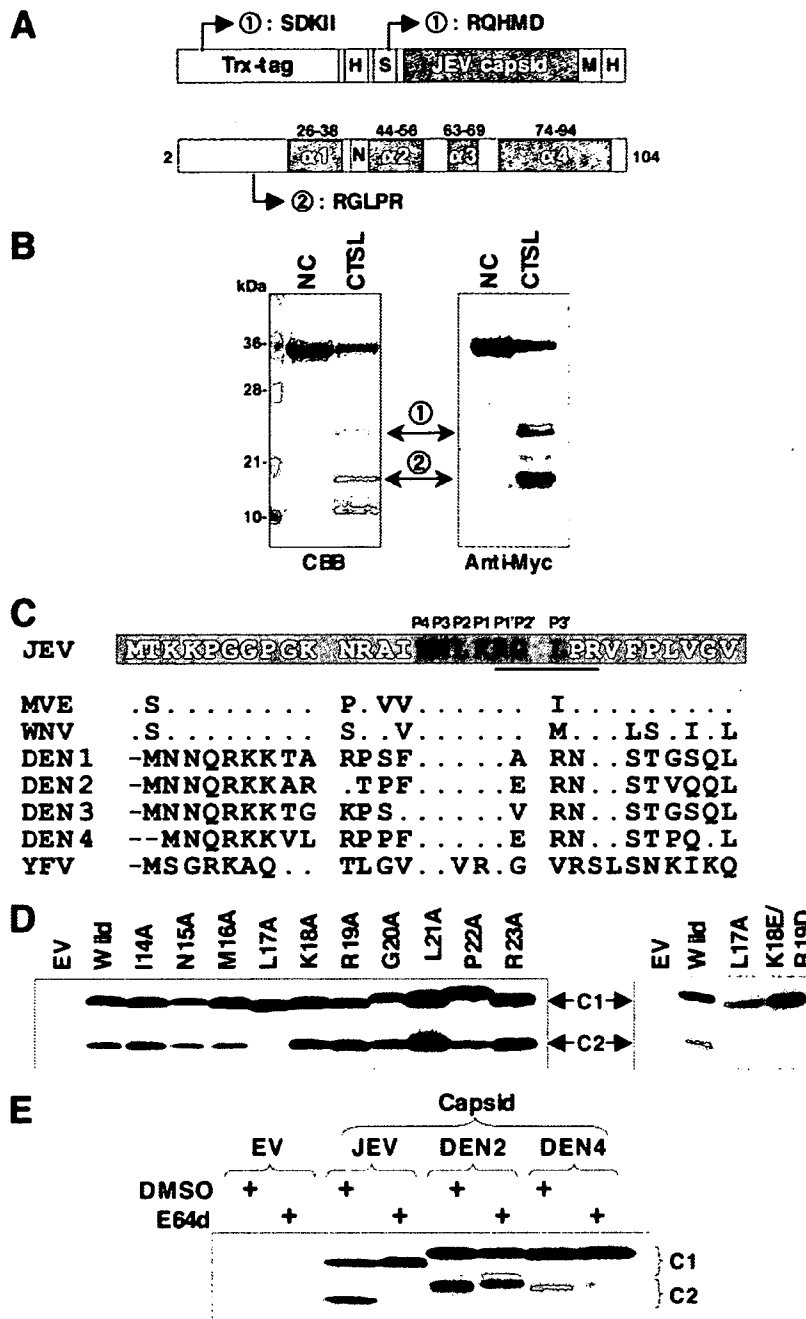 A
① : SDKII
① : RQHMD
Trx-tag H S JEV capsid M H
26-38 44-56 63-69 74-94
2 α1 N α2 α3 α4 104
② : RGLPR
B
NC CTSL NC CTSL
kDa
36-
28-
①
21-
②
10-
CBB Anti-Myc
C
P4 P3 P2 P1 P1' P2' P3'
JEV MTKKPGGPGK NRAI LPRVFPLVGV
MVE .S........ P.VV...... I.........
WNV .S........ S..V...... M...LS.I.L
DEN1 -MNNQRKKTA RPSF.....A RN..STGSQL
DEN2 -MNNQRKKAR .TPF.....E RN..STVQQL
DEN3 -MNNQRKKTG KPS......V RN..STGSQL
DEN4 --MNQRKKVL RPPF.....E RN..STPQ.L
YFV -MSGRKAQ.. TLGV..VR.G VRSLSNKIKQ
D
EV Wild I14A N15A M16A L17A K18A R19A G20A L21A P22A R23A EV Wild L17A K18E/R19D
C1
C2
E
Capsid
EV JEV DEN2 DEN4
DMSO + + + +
E64d + + + +
C1
C2